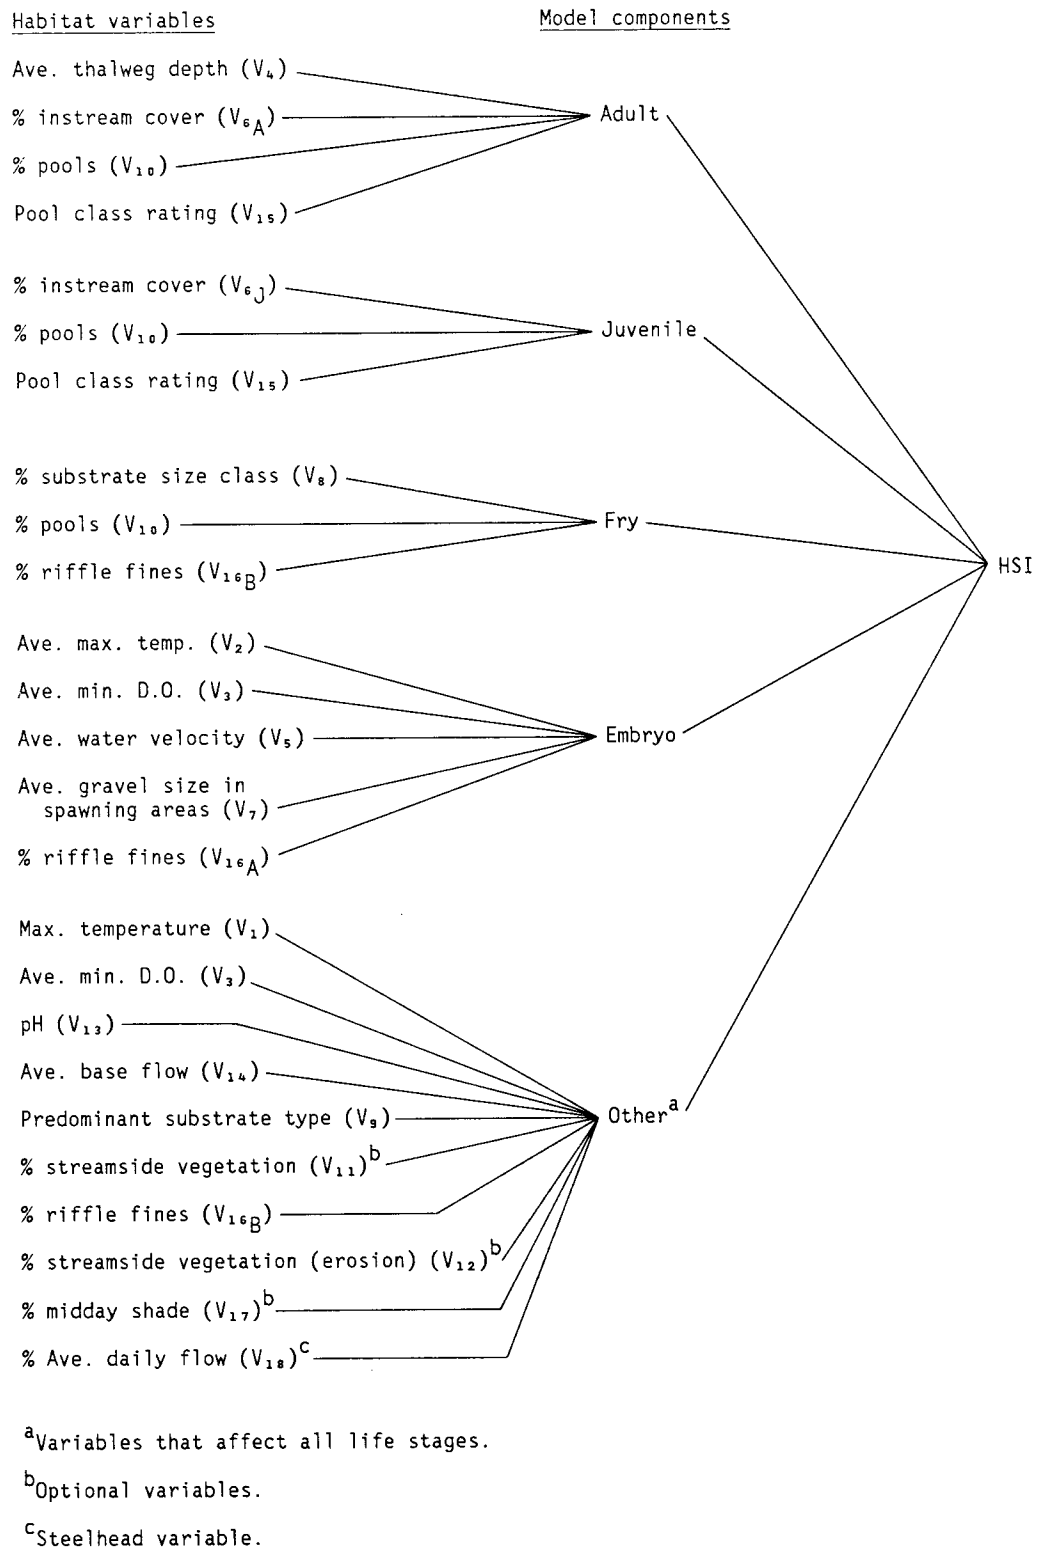 Habitat variables
Model components
Ave. thalweg depth (V₄)
% instream cover (V₆A)
% pools (V₁₀)
Pool class rating (V₁₅)
Adult
% instream cover (V₆J)
% pools (V₁₀)
Pool class rating (V₁₅)
Juvenile
% substrate size class (V₈)
% pools (V₁₀)
% riffle fines (V₁₆B)
Fry
HSI
Ave. max. temp. (V₂)
Ave. min. D.O. (V₃)
Ave. water velocity (V₅)
Ave. gravel size in
spawning areas (V₇)
% riffle fines (V₁₆A)
Embryo
Max. temperature (V₁)
Ave. min. D.O. (V₃)
pH (V₁₃)
Ave. base flow (V₁₄)
Predominant substrate type (V₉)
% streamside vegetation (V₁₁)ᵇ
% riffle fines (V₁₆B)
% streamside vegetation (erosion) (V₁₂)ᵇ
% midday shade (V₁₇)ᵇ
% Ave. daily flow (V₁₈)ᶜ
Otherᵃ
ᵃVariables that affect all life stages.
ᵇOptional variables.
ᶜSteelhead variable.